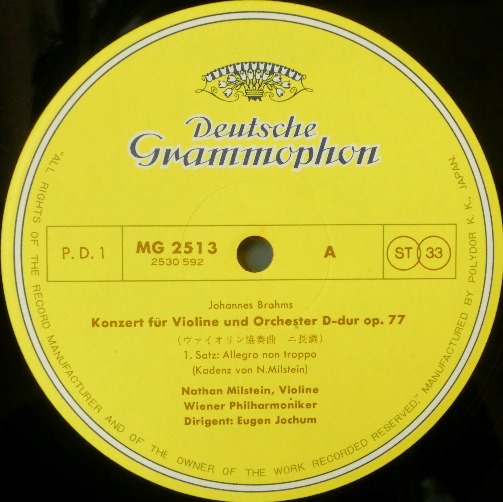 Deutsche
Grammophon
P. D. 1
MG 2513
2530 592
A
ST 33
Johannes Brahms
Konzert für Violine und Orchester D-dur op. 77
(ヴァイオリン協奏曲 ニ長調)
1. Satz: Allegro non troppo
(Kadenz von N. Milstein)
Nathan Milstein, Violine
Wiener Philharmoniker
Dirigent: Eugen Jochum
"ALL RIGHTS OF THE RECORD MANUFACTURER AND OF THE OWNER OF THE WORK RECORDED RESERVED." MANUFACTURED BY POLYDOR K. K., JAPAN.